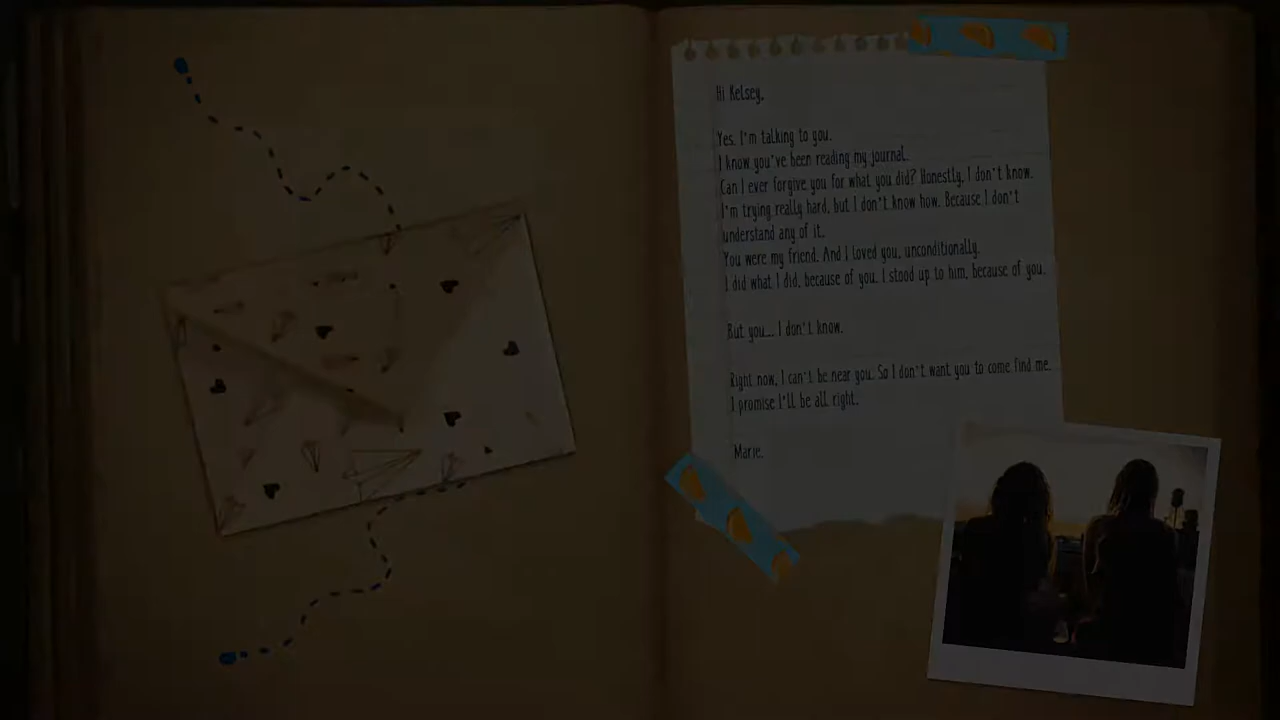 Hi Kelsey,
Yes. I'm talking to you.
I know you've been reading my journal.
Can I ever forgive you for what you did? Honestly, I don't know.
I'm trying really hard, but I don't know how. Because I don't
understand any of it.
You were my friend. And I loved you, unconditionally.
I did what I did, because of you. I stood up to him, because of you.
But you... I don't know.
Right now, I can't be near you. So I don't want you to come find me.
I promise I'll be all right.
Marie.